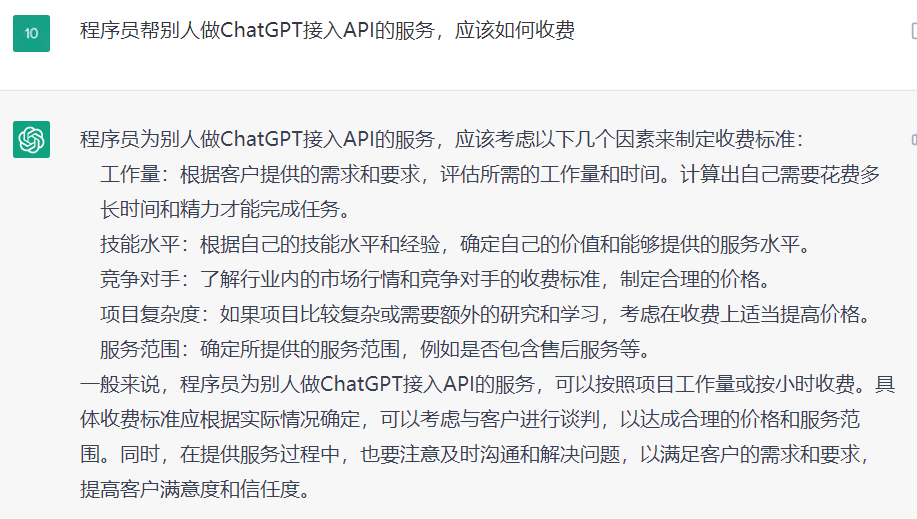 10
程序员帮别人做ChatGPT接入API的服务，应该如何收费
程序员为别人做ChatGPT接入API的服务，应该考虑以下几个因素来制定收费标准：
工作量：根据客户提供的需求和要求，评估所需的工作量和时间。计算出自己需要花费多
长时间和精力才能完成任务。
技能水平：根据自己的技能水平和经验，确定自己的价值和能够提供的服务水平。
竞争对手：了解行业内的市场行情和竞争对手的收费标准，制定合理的价格。
项目复杂度：如果项目比较复杂或需要额外的研究和学习，考虑在收费上适当提高价格。
服务范围：确定所提供的服务范围，例如是否包含售后服务等。
一般来说，程序员为别人做ChatGPT接入API的服务，可以按照项目工作量或按小时收费。具
体收费标准应根据实际情况确定，可以考虑与客户进行谈判，以达成合理的价格和服务范
围。同时，在提供服务过程中，也要注意及时沟通和解决问题，以满足客户的需求和要求，
提高客户满意度和信任度。